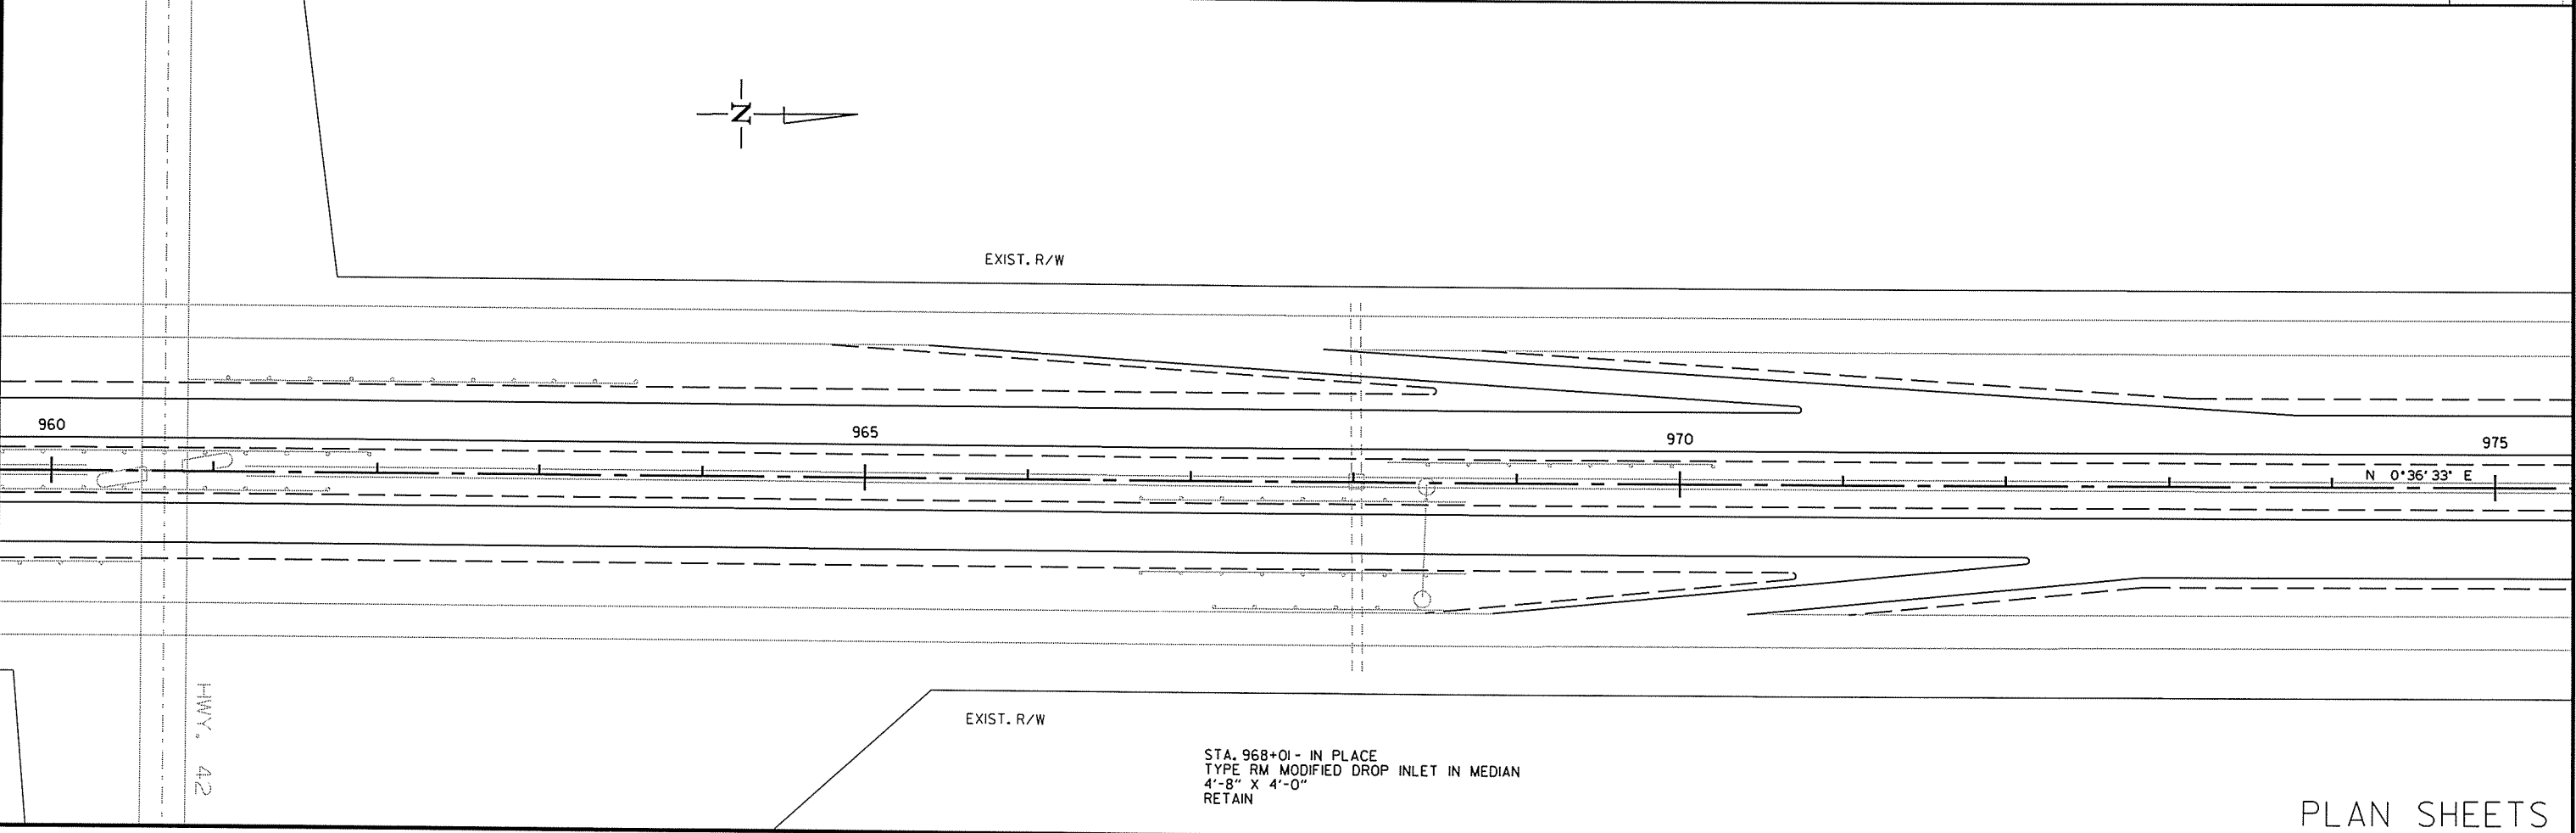 N
EXIST. R/W
960
965
970
975
N 0°36'33" E
HWY. 42
EXIST. R/W
STA. 968+01 - IN PLACE
TYPE RM MODIFIED DROP INLET IN MEDIAN
4'-8" X 4'-0"
RETAIN
PLAN SHEETS